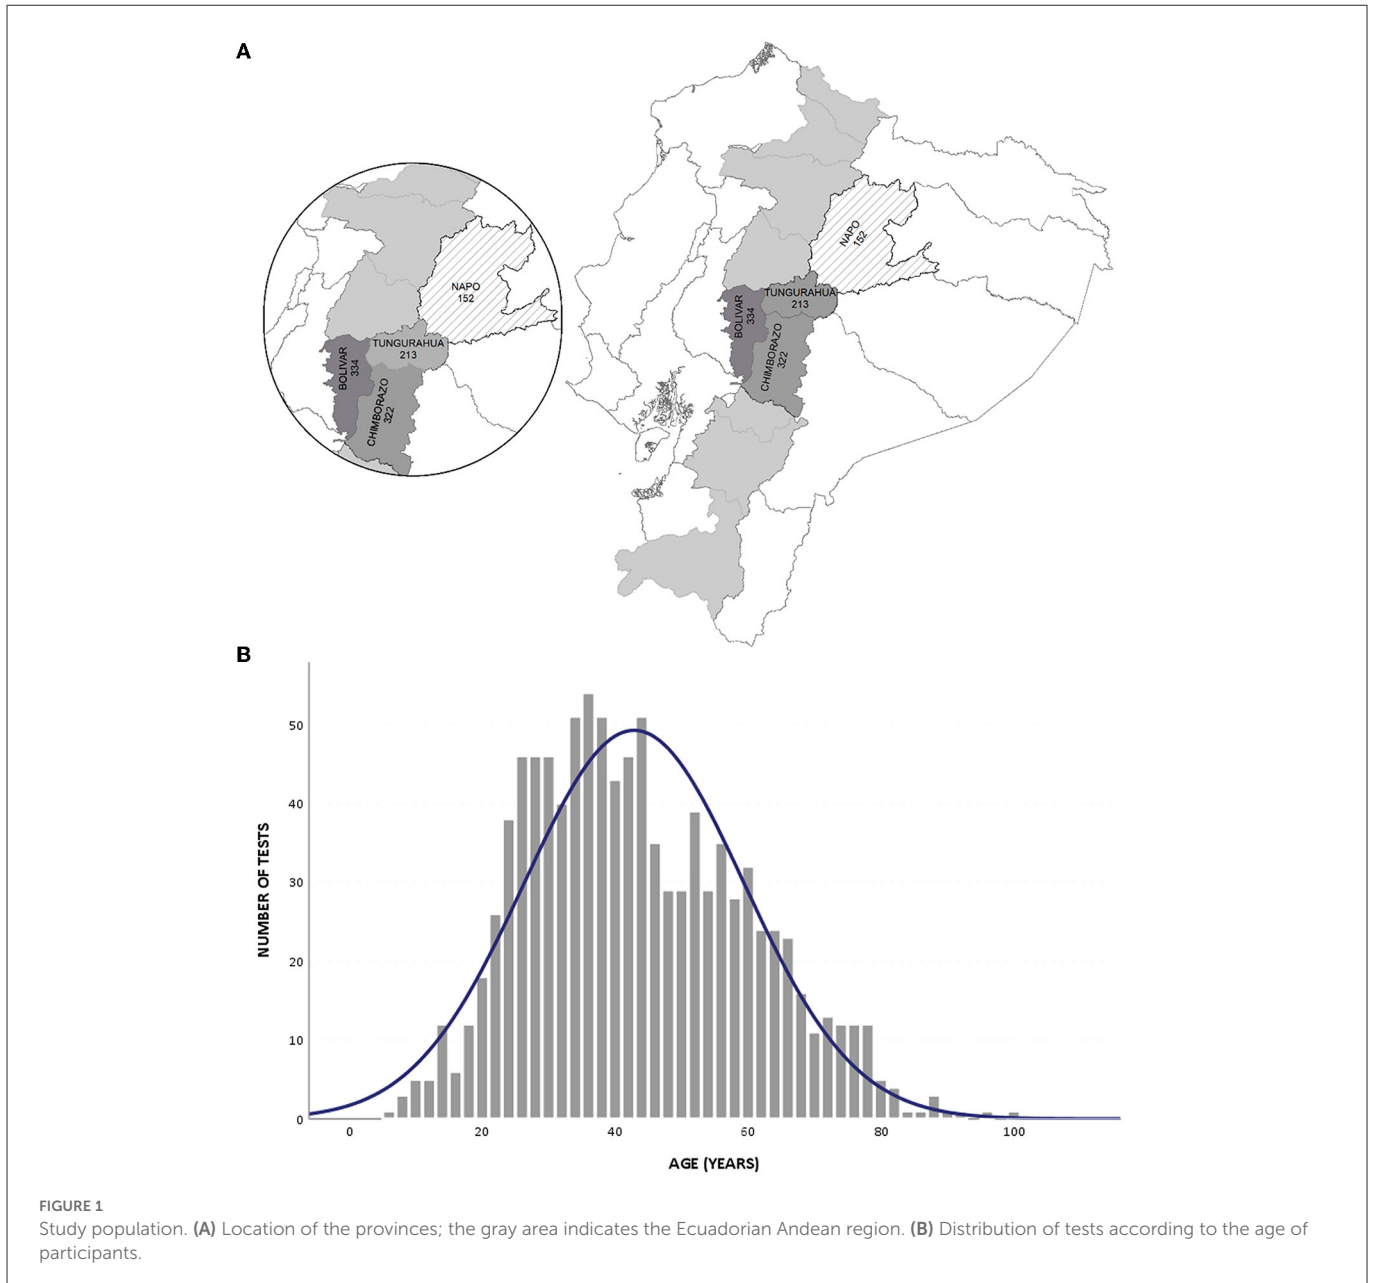 A
NAPO
152
TUNGURAHUA
213
BOLIVAR
334
CHIMBORAZO
322
NAPO
152
TUNGURAHUA
213
BOLIVAR
334
CHIMBORAZO
322
B
NUMBER OF TESTS
50
40
30
20
10
0
0 20 40 60 80 100
AGE (YEARS)
FIGURE 1
Study population. (A) Location of the provinces; the gray area indicates the Ecuadorian Andean region. (B) Distribution of tests according to the age of
participants.